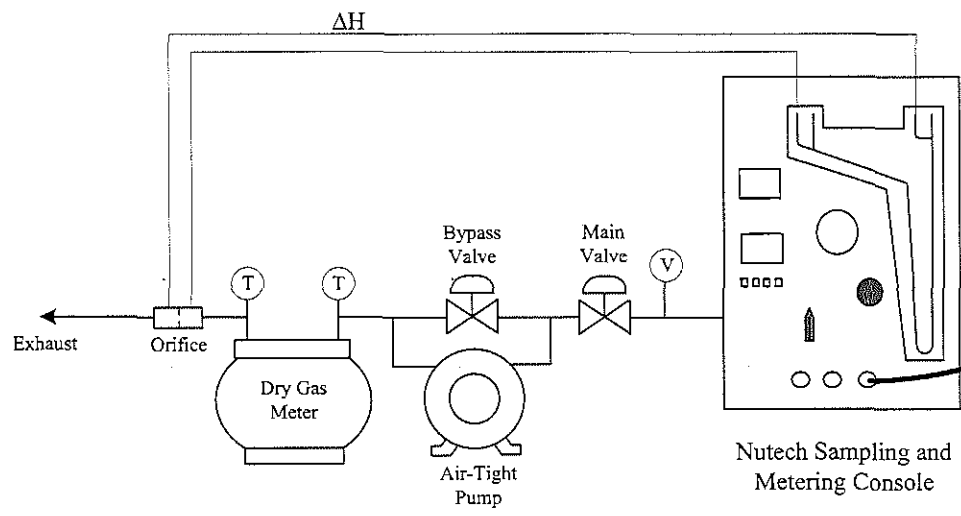 ΔH
Bypass
Valve
Main
Valve
V
T
T
Exhaust
Orifice
Dry Gas
Meter
Air-Tight
Pump
Nutech Sampling and
Metering Console